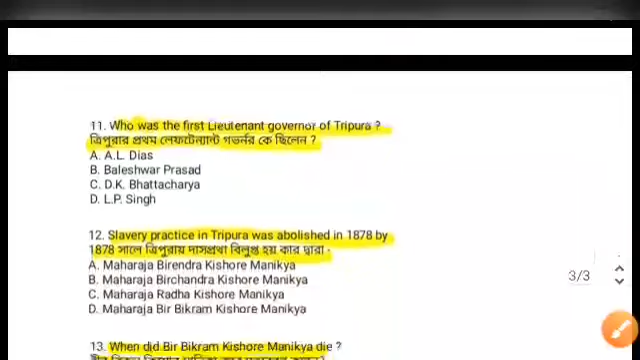 11. Who was the first Lieutenant governor of Tripura ?
ত্রিপুরার প্রথম লেফটেন্যান্ট গভর্নর কে ছিলেন ?
A. A.L. Dias
B. Baleshwar Prasad
C. D.K. Bhattacharya
D. L.P. Singh
12. Slavery practice in Tripura was abolished in 1878 by
1878 সালে ত্রিপুরায় দাসপ্রথা বিলুপ্ত হয় কার দ্বারা -
A. Maharaja Birendra Kishore Manikya
B. Maharaja Birchandra Kishore Manikya
C. Maharaja Radha Kishore Manikya
D. Maharaja Bir Bikram Kishore Manikya
3/3
13. When did Bir Bikram Kishore Manikya die ?